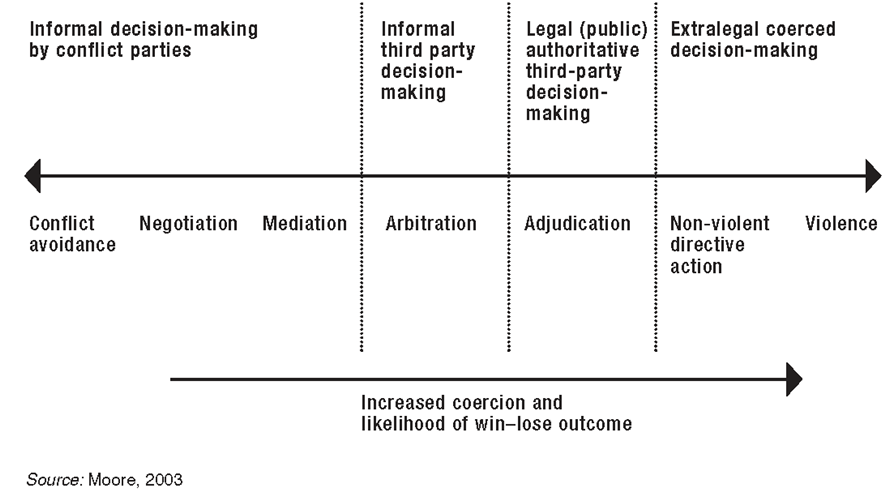 Informal decision-making
by conflict parties
Informal
third party
decision-
making
Legal (public)
authoritative
third-party
decision-
making
Extralegal coerced
decision-making
Conflict
avoidance
Negotiation
Mediation
Arbitration
Adjudication
Non-violent
directive
action
Violence
Increased coercion and
likelihood of win–lose outcome
Source: Moore, 2003